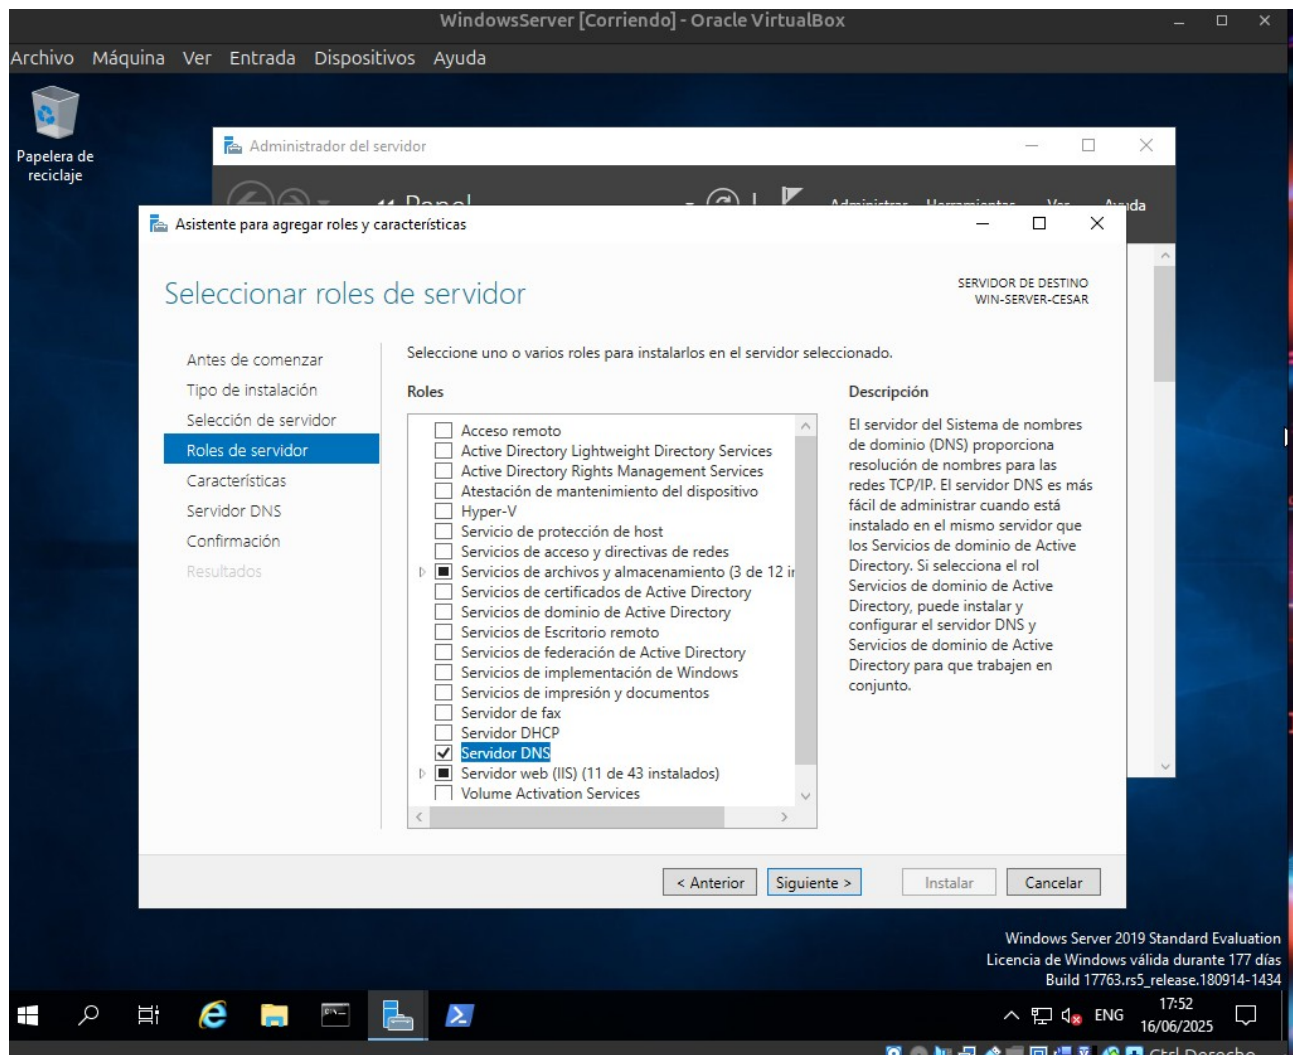 WindowsServer [Corriendo] - Oracle VirtualBox
Archivo Máquina Ver Entrada Dispositivos Ayuda
Papelera de
reciclaje
Administrador del servidor
Panel
Administrar Herramientas Ver Ayuda
Asistente para agregar roles y características
Seleccionar roles de servidor
SERVIDOR DE DESTINO
WIN-SERVER-CESAR
Antes de comenzar
Tipo de instalación
Selección de servidor
Roles de servidor
Características
Servidor DNS
Confirmación
Resultados
Seleccione uno o varios roles para instalarlos en el servidor seleccionado.
Roles
Acceso remoto
Active Directory Lightweight Directory Services
Active Directory Rights Management Services
Atestación de mantenimiento del dispositivo
Hyper-V
Servicio de protección de host
Servicios de acceso y directivas de redes
Servicios de archivos y almacenamiento (3 de 12 ir
Servicios de certificados de Active Directory
Servicios de dominio de Active Directory
Servicios de Escritorio remoto
Servicios de federación de Active Directory
Servicios de implementación de Windows
Servicios de impresión y documentos
Servidor de fax
Servidor DHCP
Servidor DNS
Servidor web (IIS) (11 de 43 instalados)
Volume Activation Services
Descripción
El servidor del Sistema de nombres
de dominio (DNS) proporciona
resolución de nombres para las
redes TCP/IP. El servidor DNS es más
fácil de administrar cuando está
instalado en el mismo servidor que
los Servicios de dominio de Active
Directory. Si selecciona el rol
Servicios de dominio de Active
Directory, puede instalar y
configurar el servidor DNS y
Servicios de dominio de Active
Directory para que trabajen en
conjunto.
< Anterior Siguiente > Instalar Cancelar
Windows Server 2019 Standard Evaluation
Licencia de Windows válida durante 177 días
Build 17763.rs5_release.180914-1434
ENG
17:52
16/06/2025
Ctrl Derecho